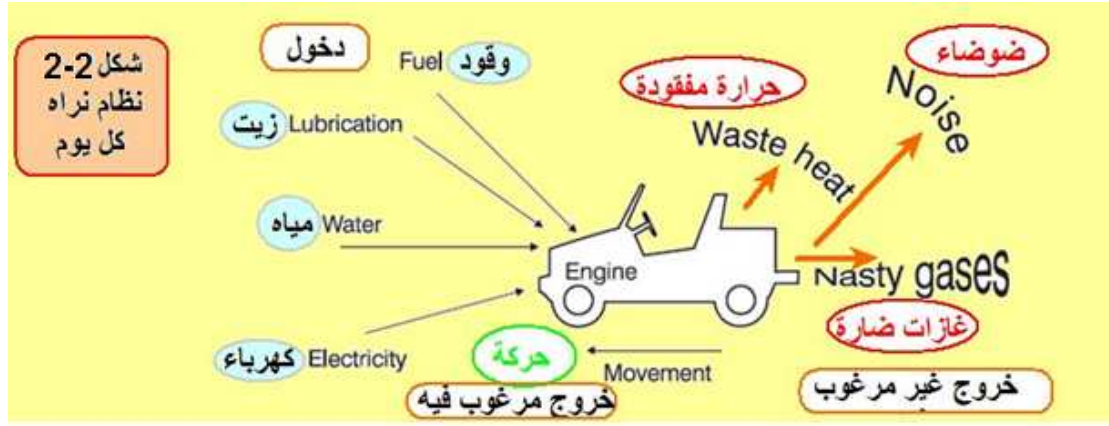 شكل 2-2
نظام نراه
كل يوم
دخول
Fuel وقود
زيت Lubrication
مياه Water
كهرباء Electricity
Engine
ضوضاء
Noise
حرارة مفقودة
Waste heat
Nasty gases
غازات ضارة
خروج غير مرغوب
حركة
Movement
خروج مرغوب فيه